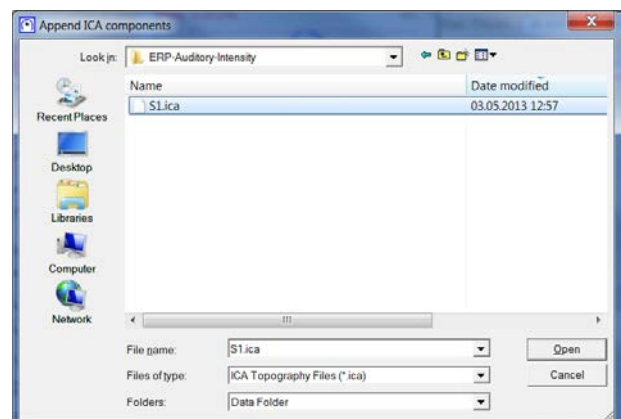 Append ICA components
Look in: ERP-Auditory-Intensity
Name Date modified
S1.ica 03.05.2013 12:57
Recent Places
Desktop
Libraries
Computer
Network
File name: S1.ica Open
Files of type: ICA Topography Files (*.ica) Cancel
Folders: Data Folder